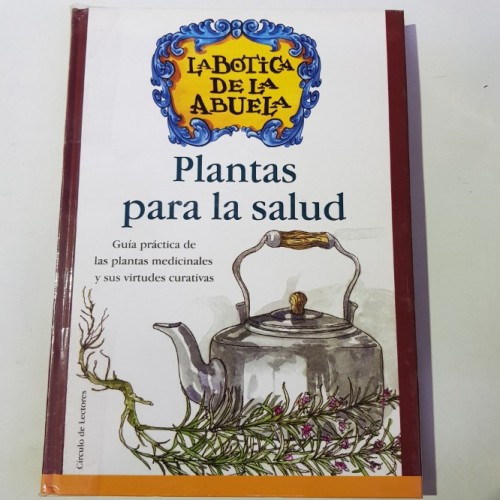 LA BOTICA
DE LA
ABUELA
Plantas
para la salud
Guía práctica de
las plantas medicinales
y sus virtudes curativas
Círculo de Lectores